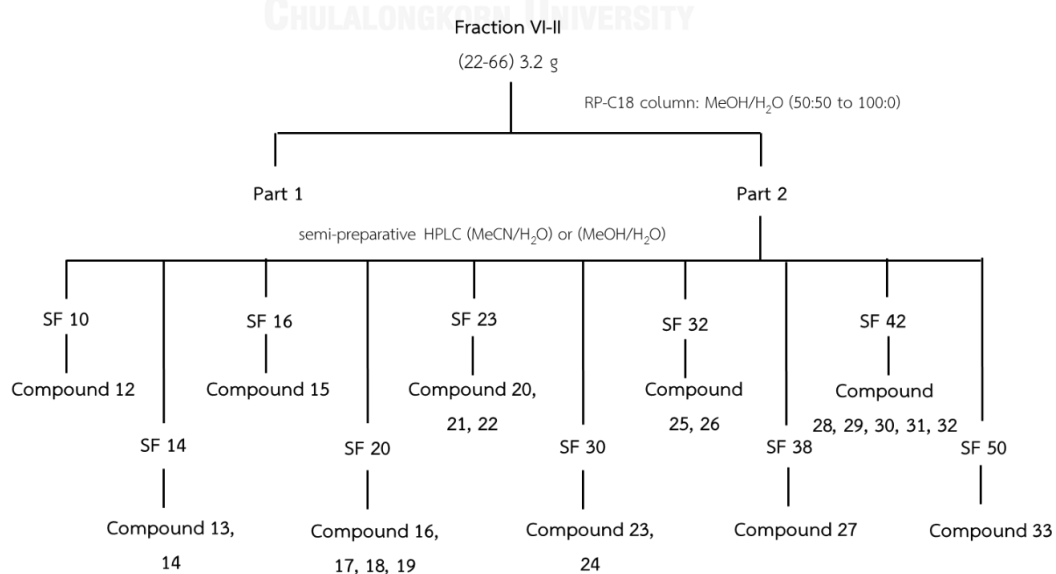 CHULALONGKORN UNIVERSITY
Fraction VI-II
(22-66) 3.2 g
RP-C18 column: MeOH/H₂O (50:50 to 100:0)
Part 1
Part 2
semi-preparative HPLC (MeCN/H₂O) or (MeOH/H₂O)
SF 10
SF 16
SF 23
SF 32
SF 42
Compound 12
Compound 15
Compound 20,
21, 22
Compound
25, 26
Compound
28, 29, 30, 31, 32
SF 14
SF 20
SF 30
SF 38
SF 50
Compound 13,
14
Compound 16,
17, 18, 19
Compound 23,
24
Compound 27
Compound 33